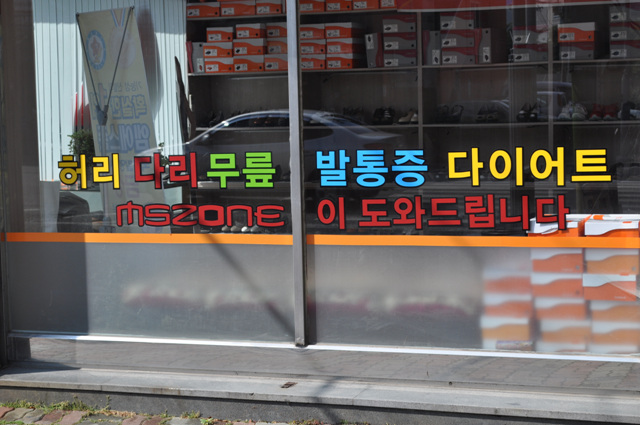 허리 다리 무릎 발통증 다이어트
mszone 이 도와드립니다